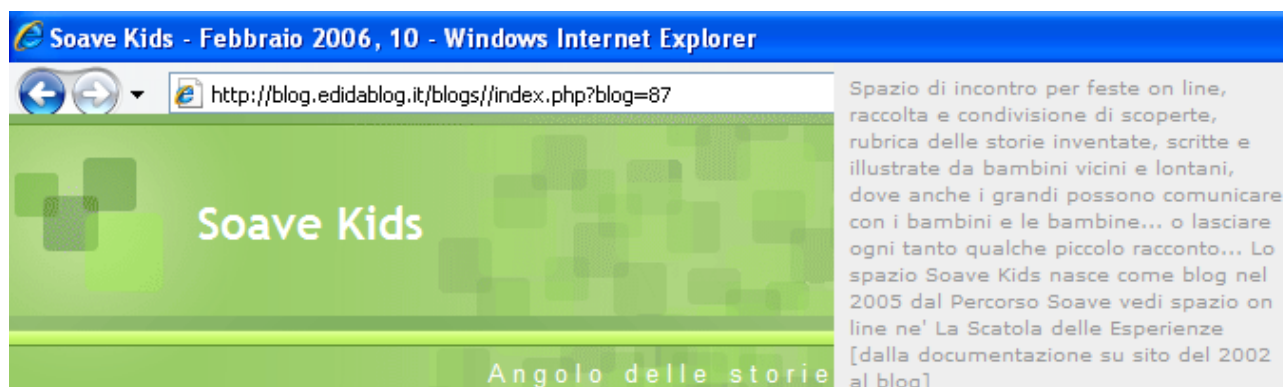 Soave Kids - Febbraio 2006, 10 - Windows Internet Explorer
http://blog.edidablog.it/blogs//index.php?blog=87
Soave Kids
Angolo delle storie
Spazio di incontro per feste on line,
raccolta e condivisione di scoperte,
rubrica delle storie inventate, scritte e
illustrate da bambini vicini e lontani,
dove anche i grandi possono comunicare
con i bambini e le bambine... o lasciare
ogni tanto qualche piccolo racconto... Lo
spazio Soave Kids nasce come blog nel
2005 dal Percorso Soave vedi spazio on
line ne' La Scatola delle Esperienze
[dalla documentazione su sito del 2002
al blog]